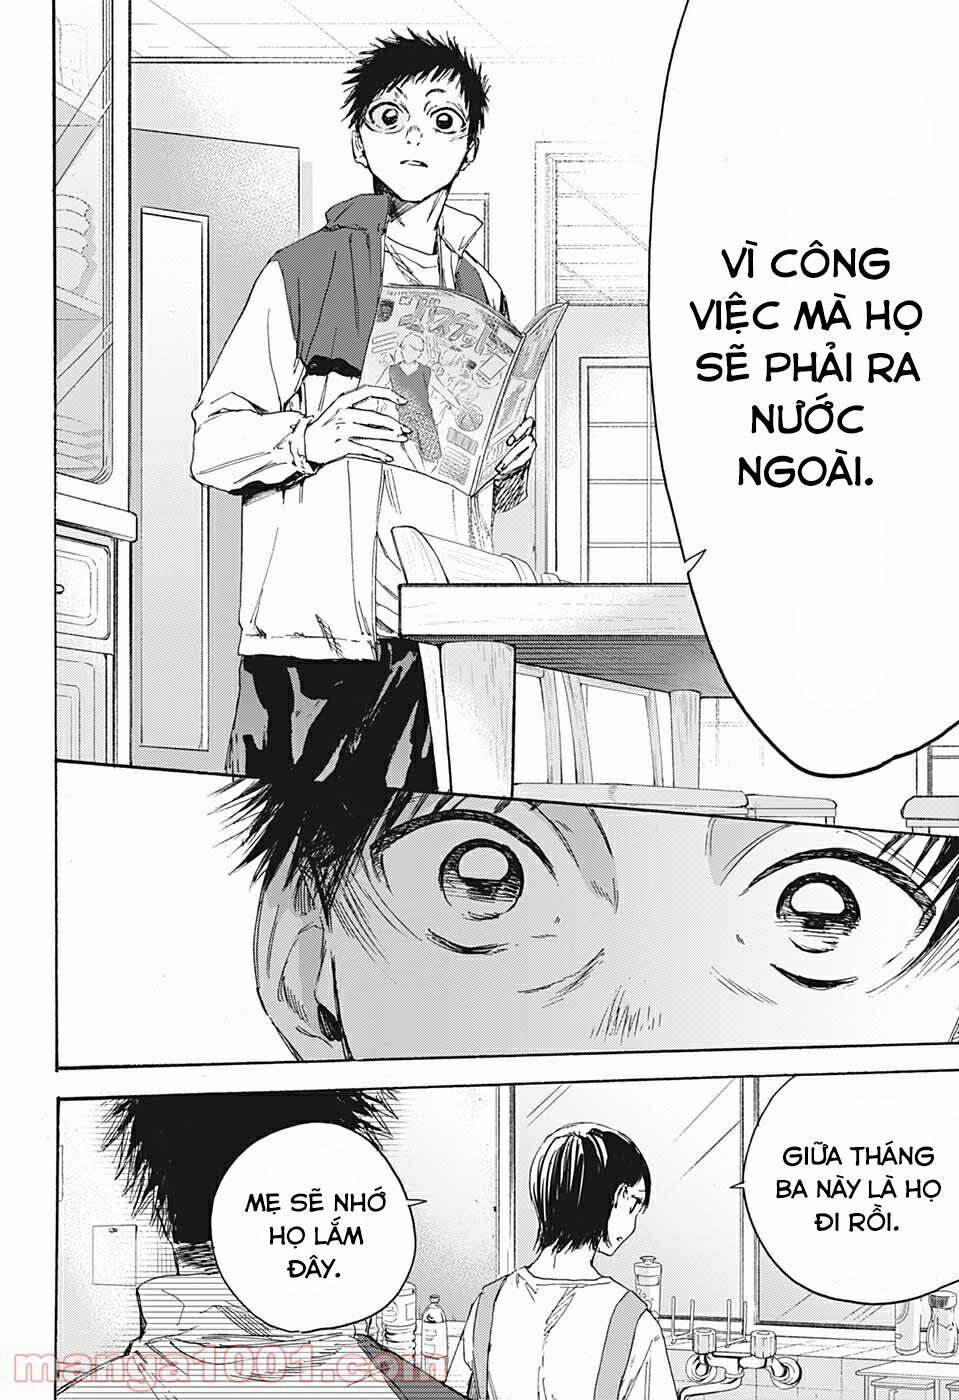 VÌ CÔNG
VIỆC MÀ HỌ
SẼ PHẢI RA
NƯỚC
NGOÀI.
GIỮA THÁNG
BA NÀY LÀ HỌ
ĐI RỒI.
MẸ SẼ NHỚ
HỌ LẮM
ĐÂY.
manga1001.com